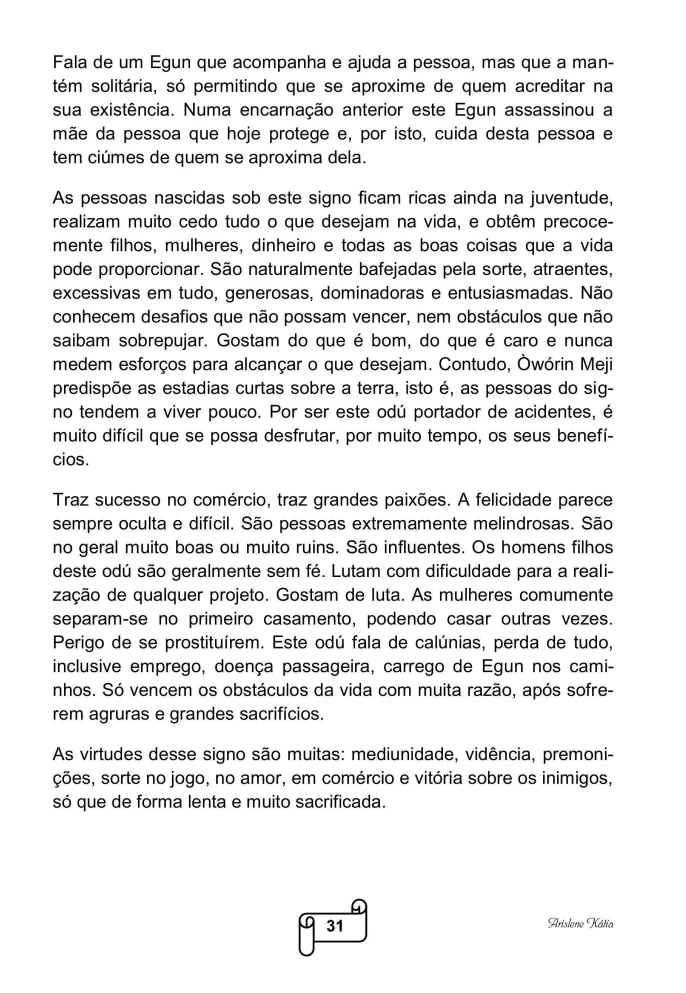 Fala de um Egun que acompanha e ajuda a pessoa, mas que a man-
tém solitária, só permitindo que se aproxime de quem acreditar na
sua existência. Numa encarnação anterior este Egun assassinou a
mãe da pessoa que hoje protege e, por isto, cuida desta pessoa e
tem ciúmes de quem se aproxima dela.
As pessoas nascidas sob este signo ficam ricas ainda na juventude,
realizam muito cedo tudo o que desejam na vida, e obtêm precoce-
mente filhos, mulheres, dinheiro e todas as boas coisas que a vida
pode proporcionar. São naturalmente bafejadas pela sorte, atraentes,
excessivas em tudo, generosas, dominadoras e entusiasmadas. Não
conhecem desafios que não possam vencer, nem obstáculos que não
saibam sobrepujar. Gostam do que é bom, do que é caro e nunca
medem esforços para alcançar o que desejam. Contudo, Òwórin Meji
predispõe as estadias curtas sobre a terra, isto é, as pessoas do sig-
no tendem a viver pouco. Por ser este odú portador de acidentes, é
muito difícil que se possa desfrutar, por muito tempo, os seus benefí-
cios.
Traz sucesso no comércio, traz grandes paixões. A felicidade parece
sempre oculta e difícil. São pessoas extremamente melindrosas. São
no geral muito boas ou muito ruins. São influentes. Os homens filhos
deste odú são geralmente sem fé. Lutam com dificuldade para a reali-
zação de qualquer projeto. Gostam de luta. As mulheres comumente
separam-se no primeiro casamento, podendo casar outras vezes.
Perigo de se prostituírem. Este odú fala de calúnias, perda de tudo,
inclusive emprego, doença passageira, carrego de Egun nos cami-
nhos. Só vencem os obstáculos da vida com muita razão, após sofre-
rem agruras e grandes sacrifícios.
As virtudes desse signo são muitas: mediunidade, vidência, premoni-
ções, sorte no jogo, no amor, em comércio e vitória sobre os inimigos,
só que de forma lenta e muito sacrificada.
31
Arislene Kátia